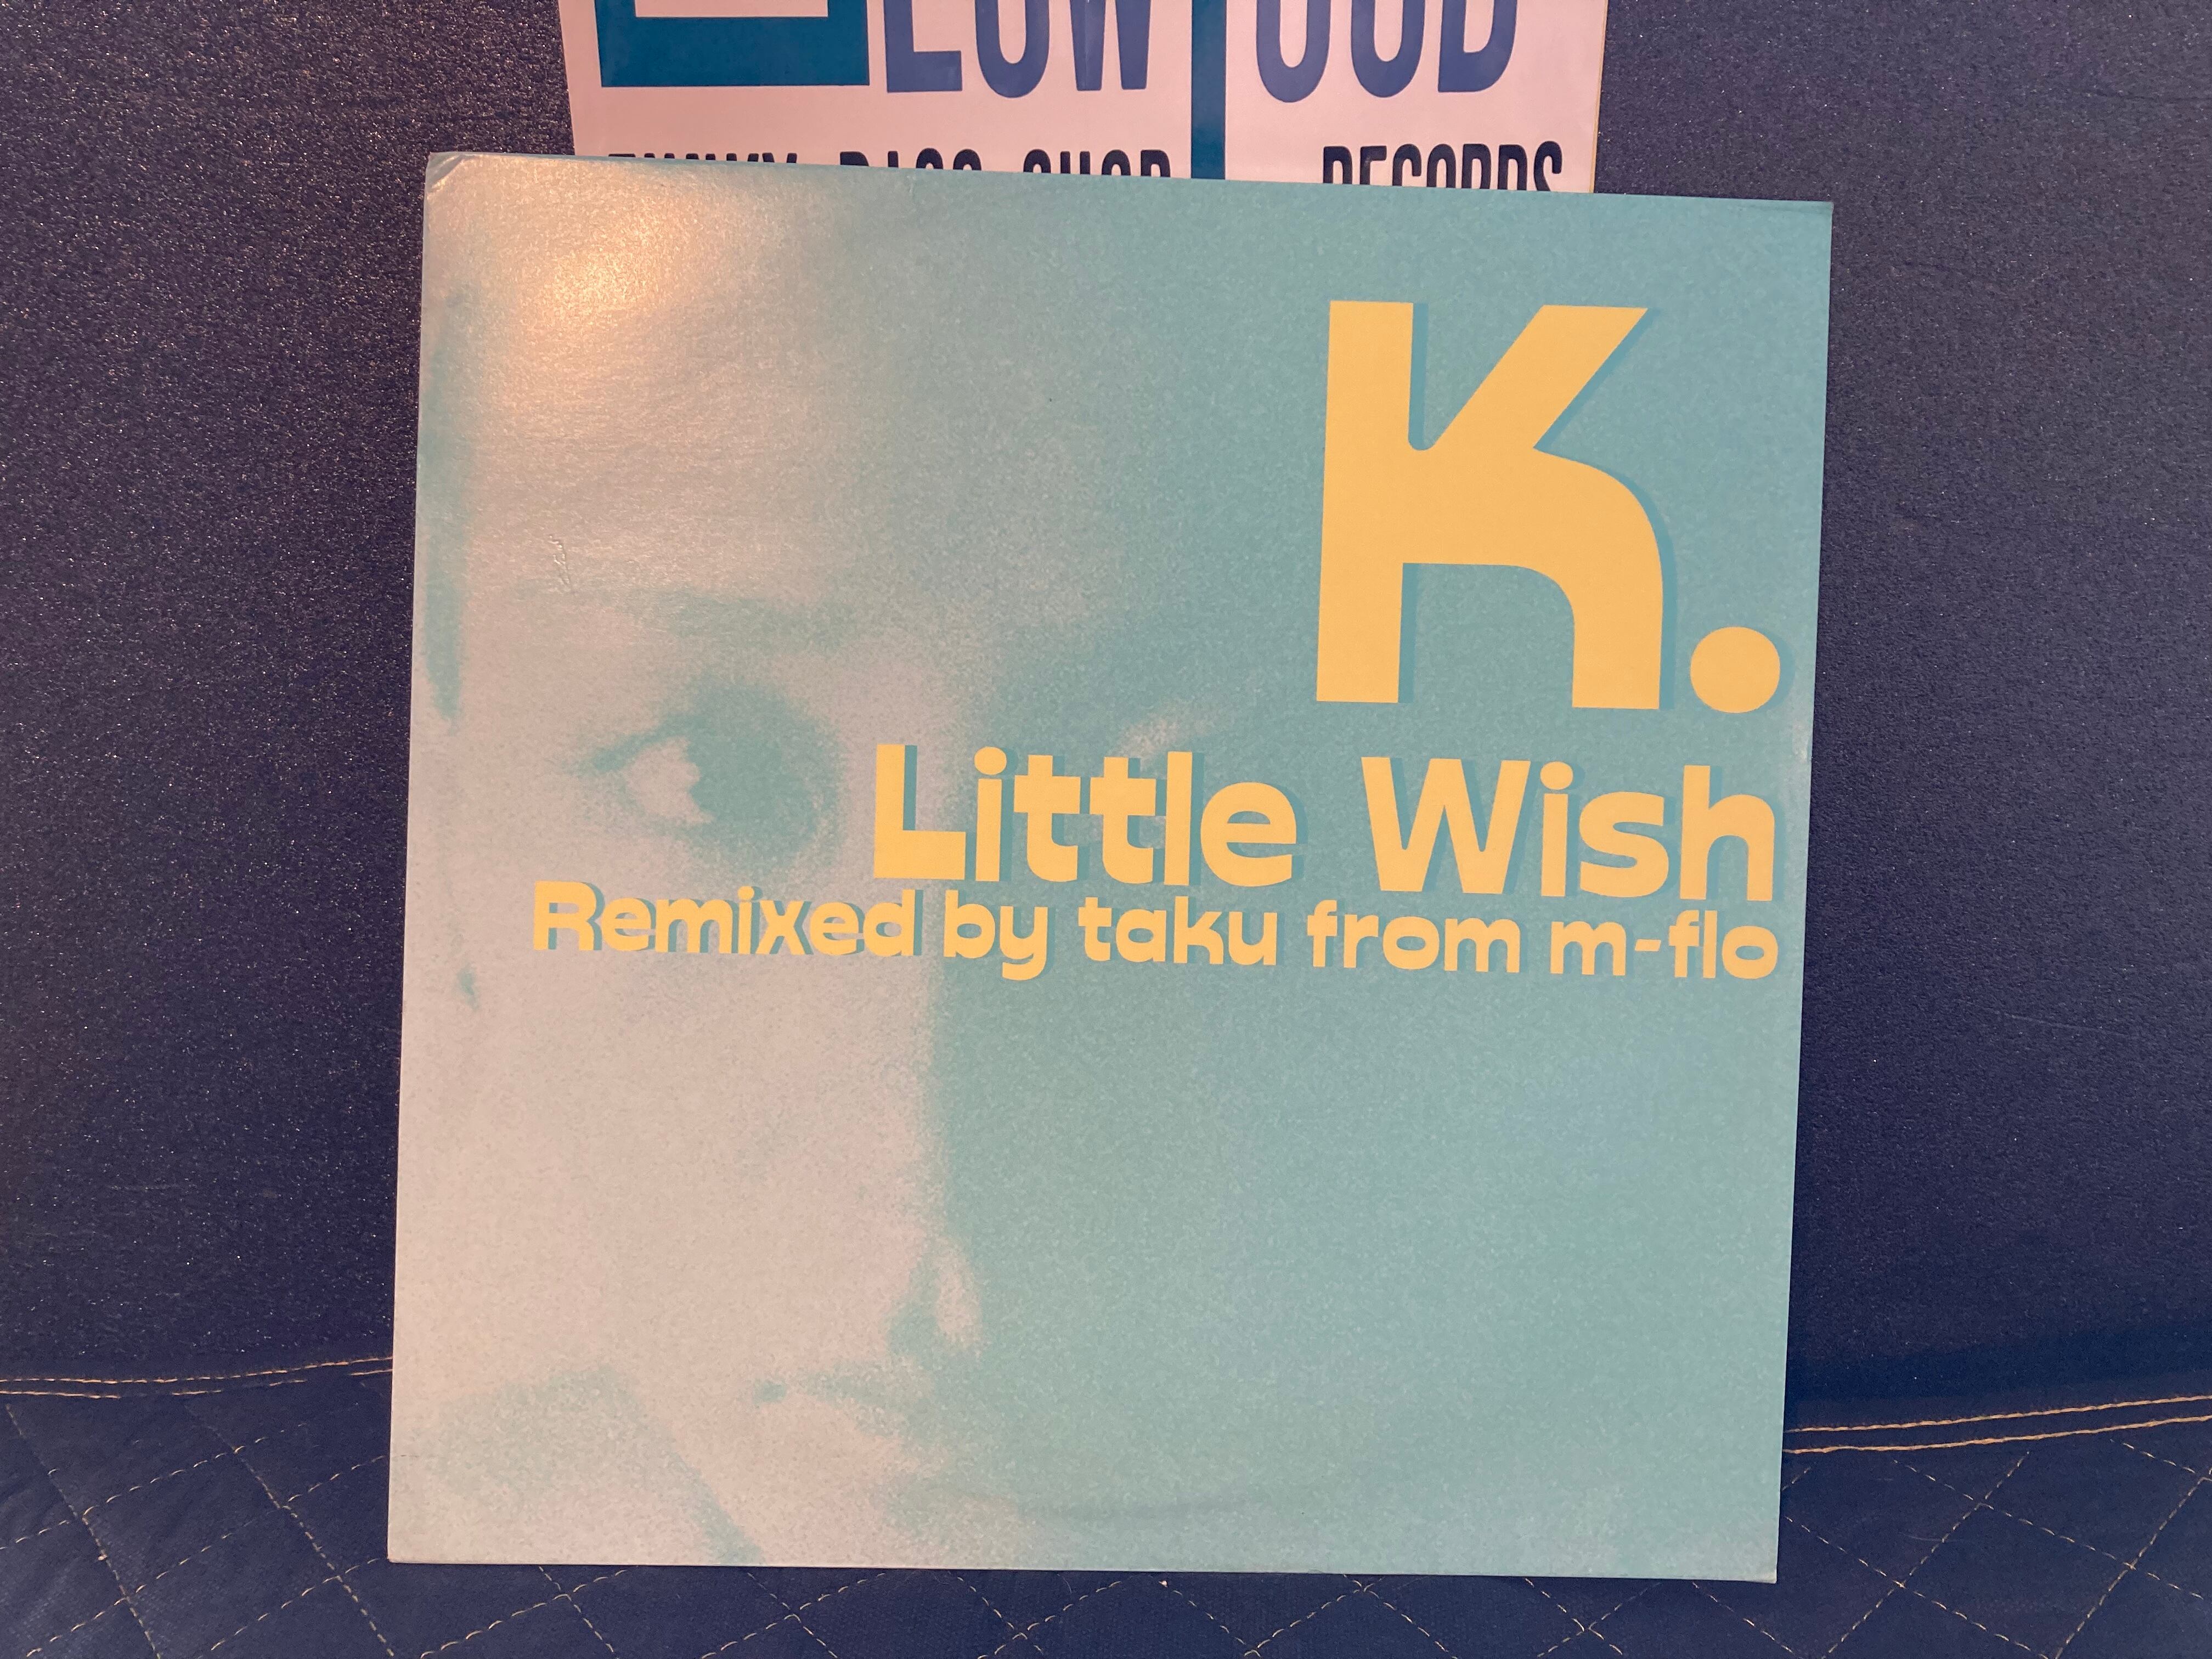 RECORDS
K.
Little Wish
Remixed by taku from m-flo